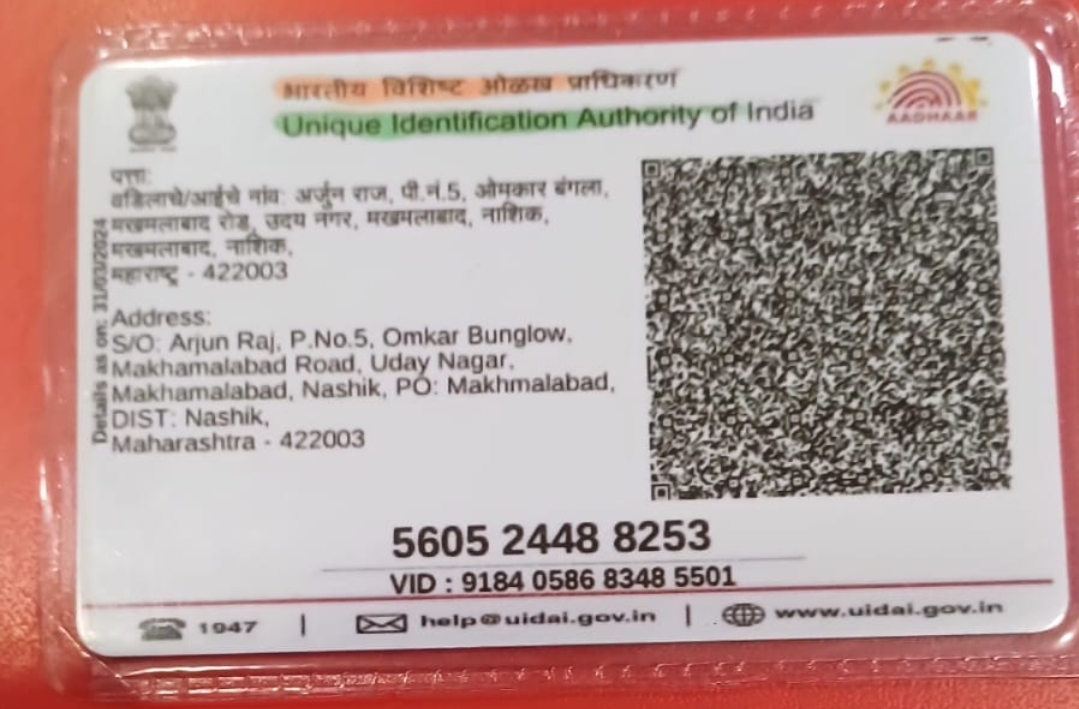 भारतीय विशिष्ट ओळख प्राधिकरण
Unique Identification Authority of India
AADHAAR
पत्ता:
वडिलाचे/आईचे नांव: अर्जुन राज, पी.नं.5, ओमकार बंगला,
मखमलाबाद रोड, उदय नगर, मखमलाबाद, नाशिक,
मखमलाबाद, नाशिक,
महाराष्ट्र - 422003
Address:
S/O: Arjun Raj, P.No.5, Omkar Bunglow,
Makhamalabad Road, Uday Nagar,
Makhamalabad, Nashik, PO: Makhmalabad,
DIST: Nashik,
Maharashtra - 422003
Details as on: 31/03/2024
5605 2448 8253
VID : 9184 0586 8348 5501
1947 | help@uidai.gov.in | www.uidai.gov.in